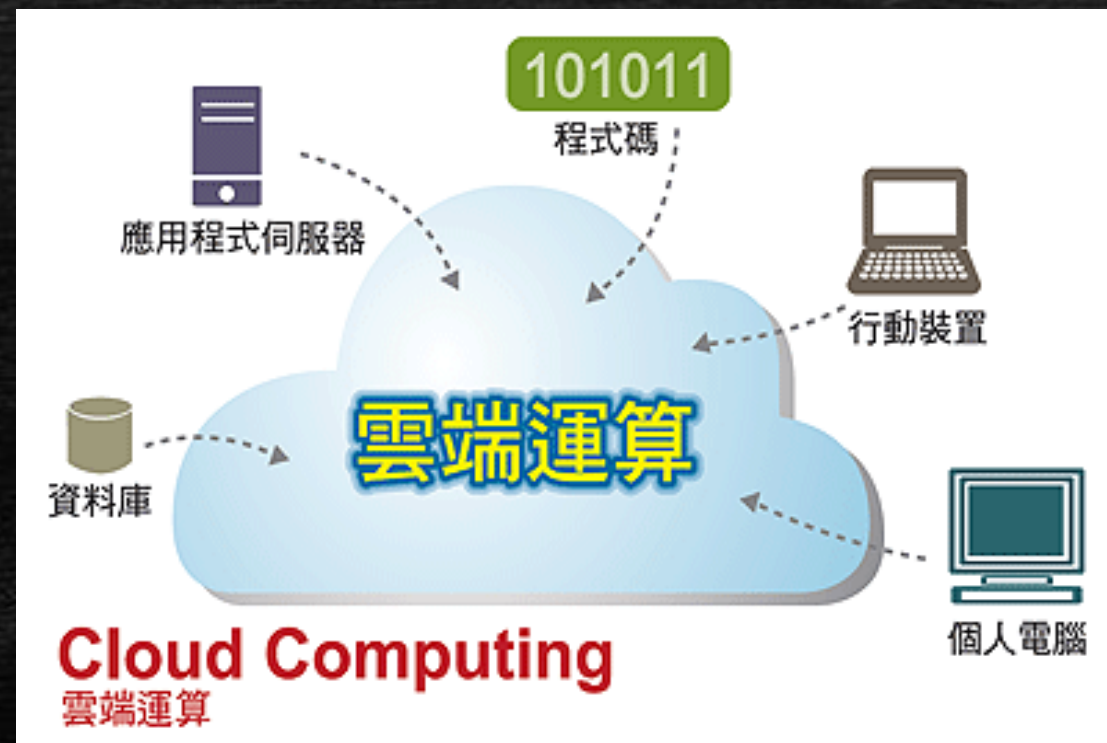 101011
程式碼
應用程式伺服器
行動裝置
雲端運算
資料庫
個人電腦
Cloud Computing
雲端運算